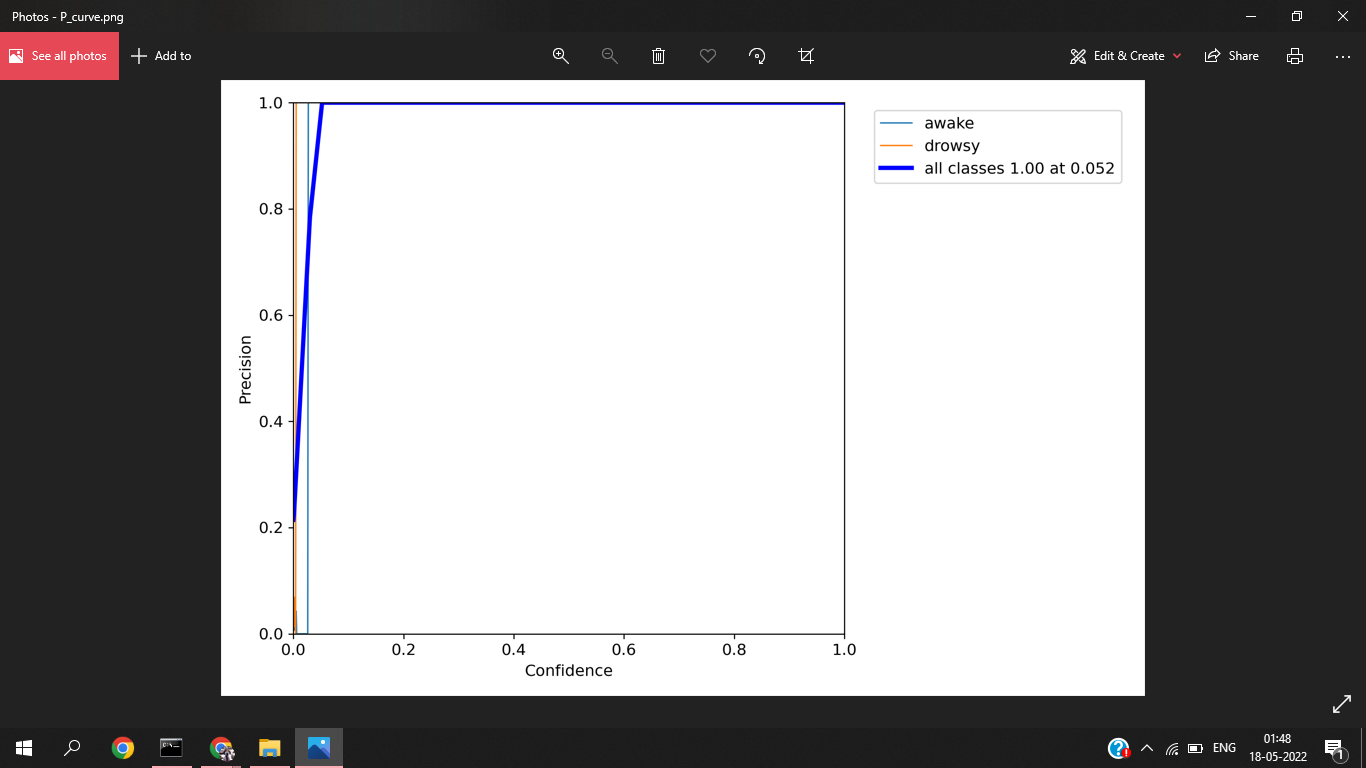 Photos - P_curve.png
See all photos
Add to
Edit & Create
Share
1.0
0.8
0.6
0.4
0.2
0.0
Precision
0.0 0.2 0.4 0.6 0.8 1.0
Confidence
awake
drowsy
all classes 1.00 at 0.052
ENG
01:48
18-05-2022
1